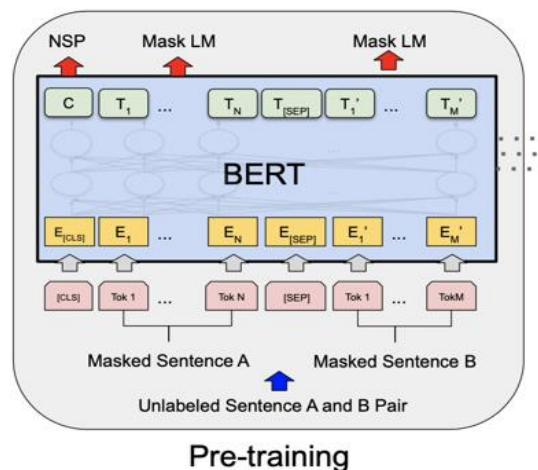 NSP Mask LM Mask LM
C T1 ... TN T[SEP] T1' ... TM'
BERT
E[CLS] E1 ... EN E[SEP] E1' ... EM'
[CLS] Tok 1 ... Tok N [SEP] Tok 1 ... TokM
Masked Sentence A Masked Sentence B
Unlabeled Sentence A and B Pair
Pre-training